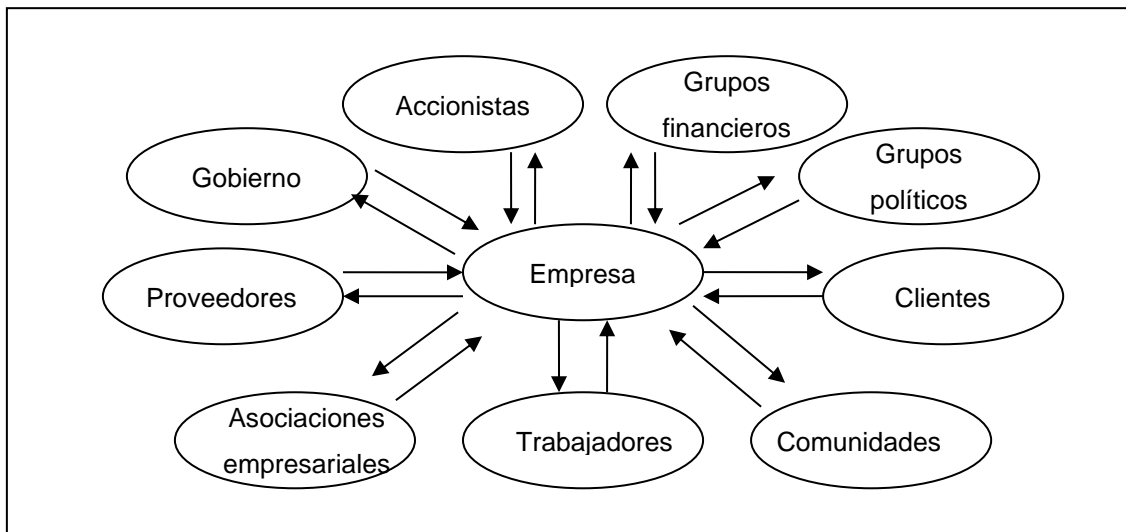 Accionistas
Grupos
financieros
Gobierno
Grupos
políticos
Proveedores
Empresa
Clientes
Asociaciones
empresariales
Trabajadores
Comunidades